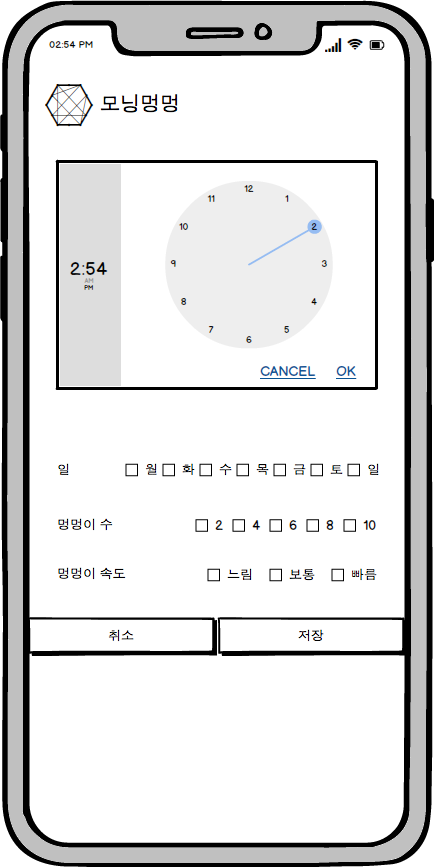 02:54 PM
모닝멍멍
2:54
AM
PM
12
11 1
10 2
9 3
8 4
7 5
6
CANCEL OK
일 월 화 수 목 금 토 일
멍멍이 수 2 4 6 8 10
멍멍이 속도 느림 보통 빠름
취소 저장